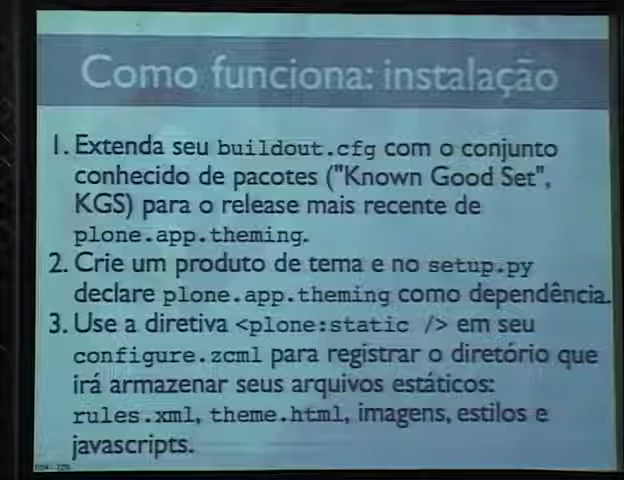 Como funciona: instalação
1. Extenda seu buildout.cfg com o conjunto
conhecido de pacotes ("Known Good Set",
KGS) para o release mais recente de
plone.app.theming.
2. Crie um produto de tema e no setup.py
declare plone.app.theming como dependência.
3. Use a diretiva <plone:static /> em seu
configure.zcml para registrar o diretório que
irá armazenar seus arquivos estáticos:
rules.xml, theme.html, imagens, estilos e
javascripts.